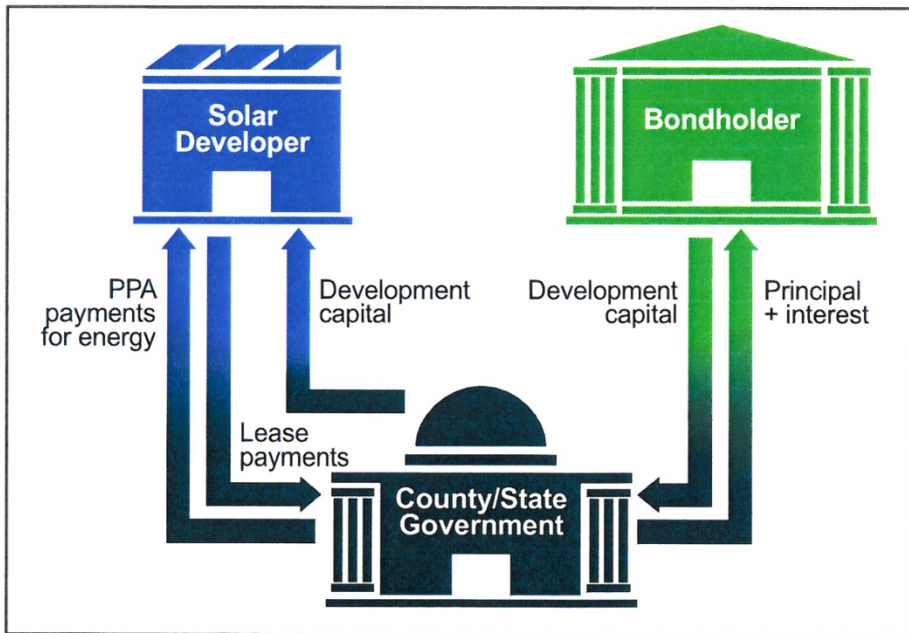 Solar
Developer
Bondholder
PPA
payments
for energy
Development
capital
Development
capital
Principal
+ interest
Lease
payments
County/State
Government